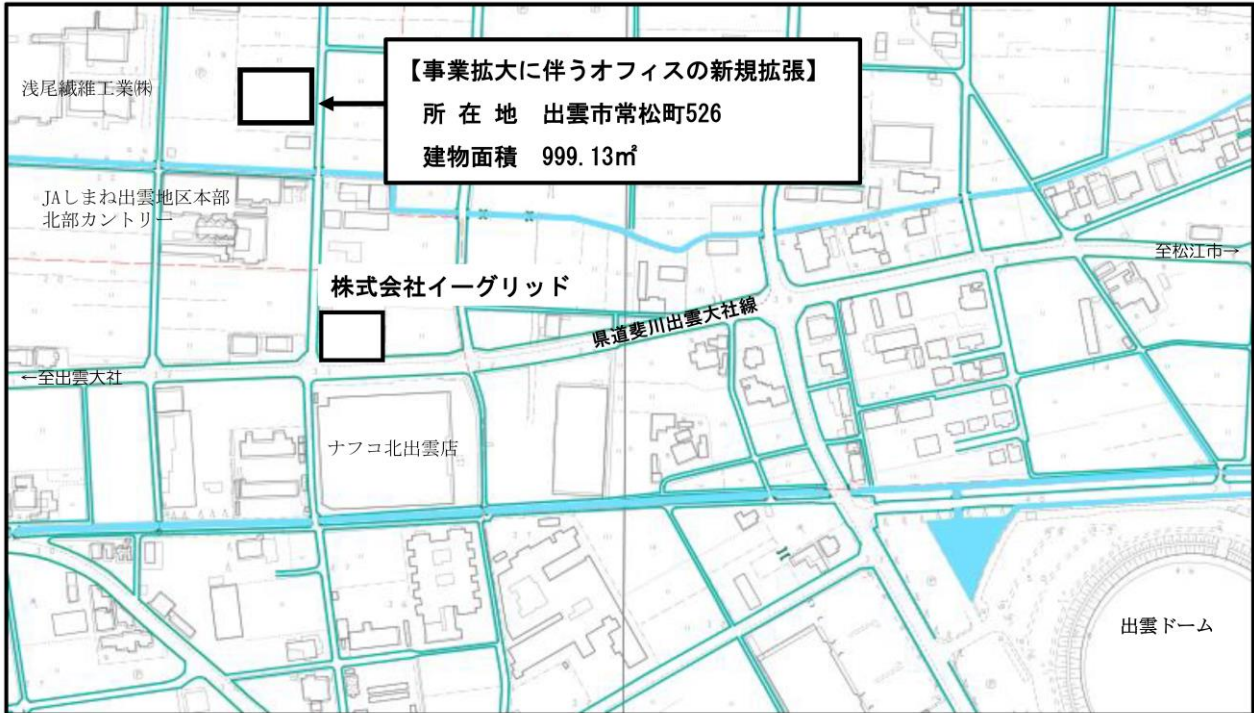 【事業拡大に伴うオフィスの新規拡張】
所在地 出雲市常松町526
建物面積 999.13㎡
浅尾繊維工業㈱
JAしまね出雲地区本部
北部カントリー
至松江市→
株式会社イーグリッド
県道斐川出雲大社線
←至出雲大社
ナフコ北出雲店
出雲ドーム